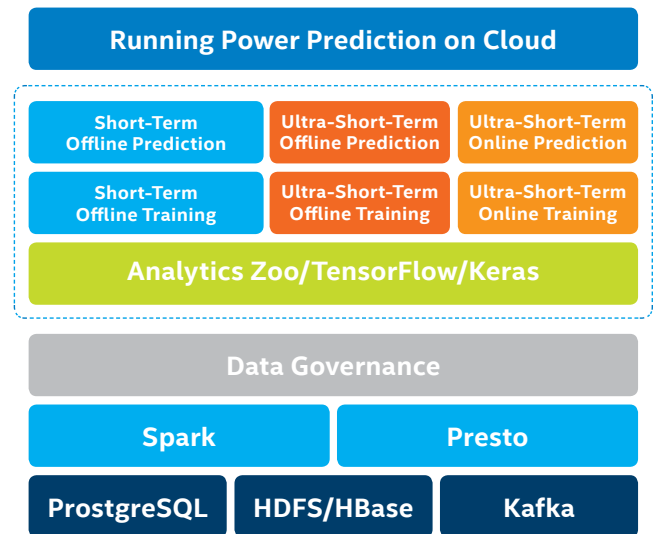 Running Power Prediction on Cloud
Short-Term
Offline Prediction
Ultra-Short-Term
Offline Prediction
Ultra-Short-Term
Online Prediction
Short-Term
Offline Training
Ultra-Short-Term
Offline Training
Ultra-Short-Term
Online Training
Analytics Zoo/TensorFlow/Keras
Data Governance
Spark
Presto
ProstgreSQL
HDFS/HBase
Kafka